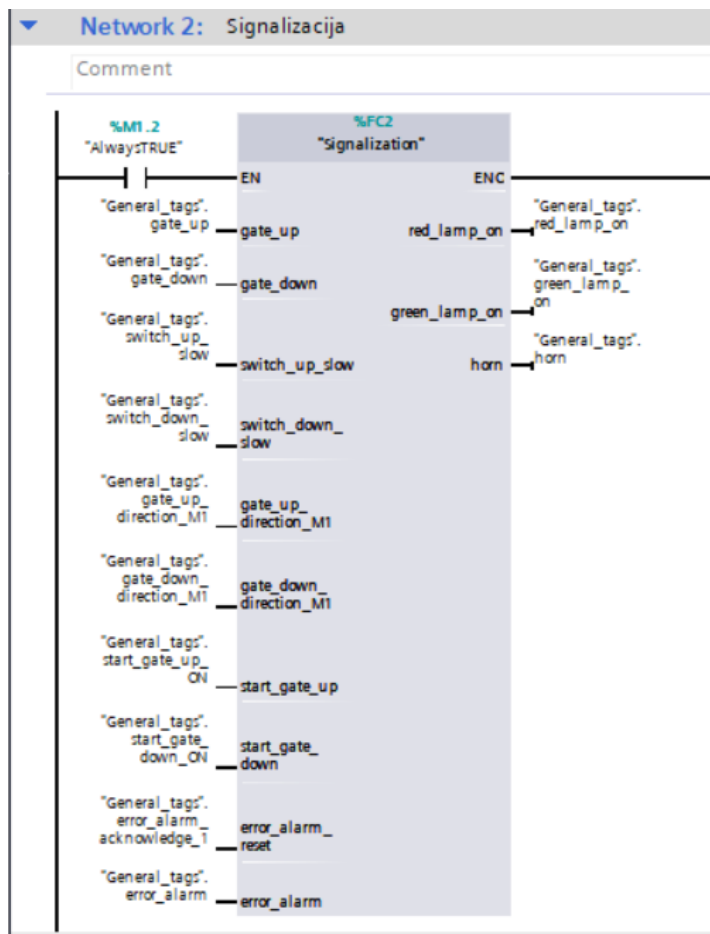 Network 2: Signalizacija
Comment
%M1.2
"AlwaysTRUE"
%FC2
"Signalization"
EN
ENC
"General_tags".
gate_up
gate_up
red_lamp_on
"General_tags".
red_lamp_on
"General_tags".
gate_down
gate_down
green_lamp_on
"General_tags".
green_lamp_
on
"General_tags".
switch_up_
slow
switch_up_slow
horn
"General_tags".
horn
"General_tags".
switch_down_
slow
switch_down_
slow
"General_tags".
gate_up_
direction_M1
gate_up_
direction_M1
"General_tags".
gate_down_
direction_M1
gate_down_
direction_M1
"General_tags".
start_gate_up_
ON
start_gate_up
"General_tags".
start_gate_
down_ON
start_gate_
down
"General_tags".
error_alarm_
acknowledge_1
error_alarm_
reset
"General_tags".
error_alarm
error_alarm